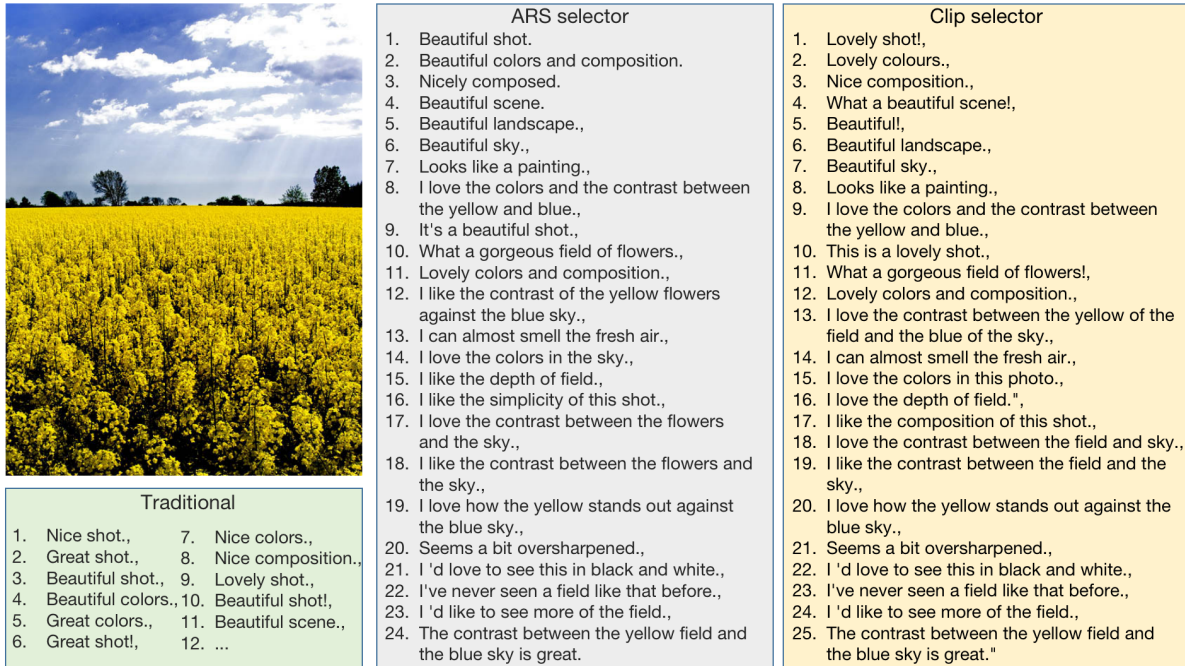 ARS selector
1. Beautiful shot.
2. Beautiful colors and composition.
3. Nicely composed.
4. Beautiful scene.
5. Beautiful landscape.,
6. Beautiful sky.,
7. Looks like a painting.,
8. I love the colors and the contrast between
the yellow and blue.,
9. It's a beautiful shot.,
10. What a gorgeous field of flowers.,
11. Lovely colors and composition.,
12. I like the contrast of the yellow flowers
against the blue sky.,
13. I can almost smell the fresh air.,
14. I love the colors in the sky.,
15. I like the depth of field.,
16. I like the simplicity of this shot.,
17. I love the contrast between the flowers
and the sky.,
18. I like the contrast between the flowers and
the sky.,
19. I love how the yellow stands out against
the blue sky.,
20. Seems a bit oversharpened.,
21. I 'd love to see this in black and white.,
22. I've never seen a field like that before.,
23. I 'd like to see more of the field.,
24. The contrast between the yellow field and
the blue sky is great.
Clip selector
1. Lovely shot!,
2. Lovely colours.,
3. Nice composition.,
4. What a beautiful scene!,
5. Beautiful!,
6. Beautiful landscape.,
7. Beautiful sky.,
8. Looks like a painting.,
9. I love the colors and the contrast between
the yellow and blue.,
10. This is a lovely shot.,
11. What a gorgeous field of flowers!,
12. Lovely colors and composition.,
13. I love the contrast between the yellow of the
field and the blue of the sky.,
14. I can almost smell the fresh air.,
15. I love the colors in this photo.,
16. I love the depth of field.",
17. I like the composition of this shot.,
18. I love the contrast between the field and sky.,
19. I like the contrast between the field and the
sky.,
20. I love how the yellow stands out against the
blue sky.,
21. Seems a bit oversharpened.,
22. I 'd love to see this in black and white.,
23. I've never seen a field like that before.,
24. I 'd like to see more of the field.,
25. The contrast between the yellow field and
the blue sky is great."
Traditional
1. Nice shot.,
2. Great shot.,
3. Beautiful shot.,
4. Beautiful colors.,
5. Great colors.,
6. Great shot!,
7. Nice colors.,
8. Nice composition.,
9. Lovely shot.,
10. Beautiful shot!,
11. Beautiful scene.,
12. ...